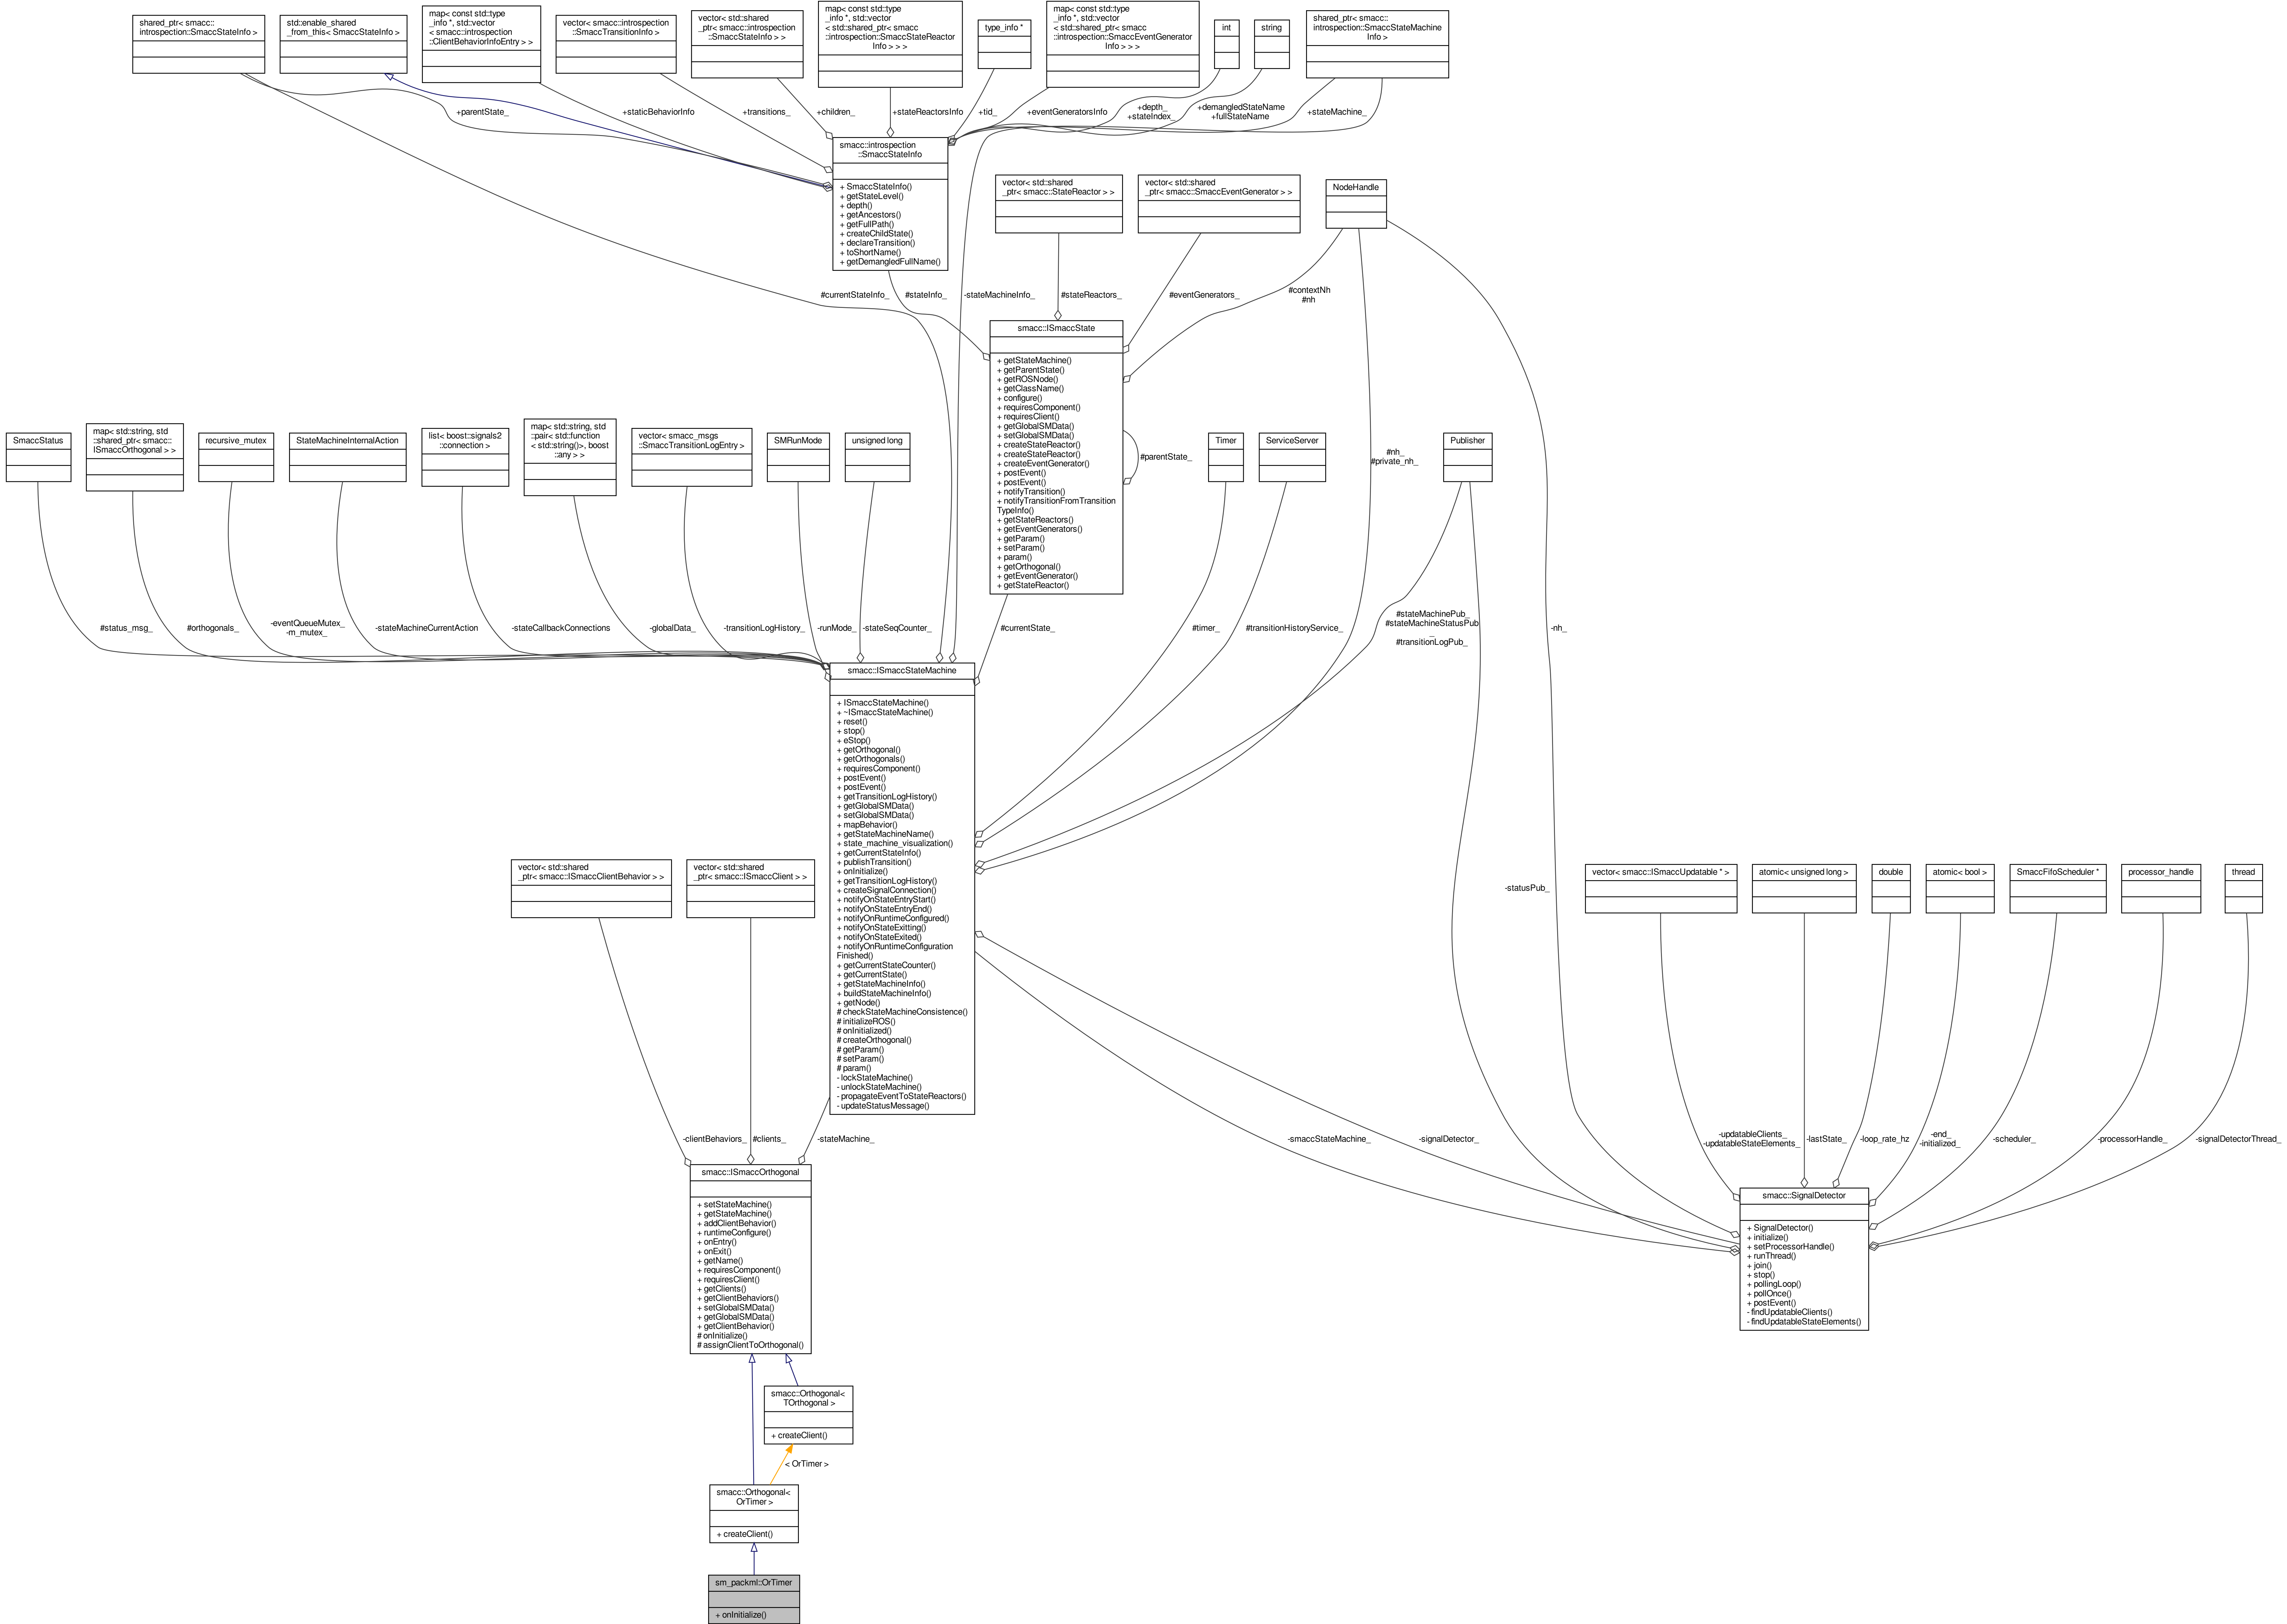 shared_ptr< smacc::
introspection::SmaccStateInfo >
std::enable_shared
_from_this< SmaccStateInfo >
map< const std::type
_info *, std::vector
< smacc::introspection
::ClientBehaviorInfoEntry > >
vector< smacc::introspection
::SmaccTransitionInfo >
vector< std::shared
_ptr< smacc::introspection
::SmaccStateInfo > >
map< const std::type
_info *, std::vector
< std::shared_ptr< smacc
::introspection::SmaccStateReactor
Info > > >
type_info *
map< const std::type
_info *, std::vector
< std::shared_ptr< smacc
::introspection::SmaccEventGenerator
Info > > >
int
string
shared_ptr< smacc::
introspection::SmaccStateMachine
Info >
+parentState_
+staticBehaviorInfo
+transitions_
+children_
+stateReactorsInfo
+tid_
+eventGeneratorsInfo
+depth_
+stateIndex_
+demangledStateName
+fullStateName
+stateMachine_
smacc::introspection
::SmaccStateInfo
+ SmaccStateInfo()
+ getStateLevel()
+ depth()
+ getAncestors()
+ getFullPath()
+ createChildState()
+ declareTransition()
+ toShortName()
+ getDemangledFullName()
vector< std::shared
_ptr< smacc::StateReactor > >
vector< std::shared
_ptr< smacc::SmaccEventGenerator > >
NodeHandle
#currentStateInfo_
#stateInfo_
-stateMachineInfo_
#stateReactors_
#eventGenerators_
#contextNh
#nh
smacc::ISmaccState
+ getStateMachine()
+ getParentState()
+ getROSNode()
+ getClassName()
+ configure()
+ requiresComponent()
+ requiresClient()
+ getGlobalSMData()
+ setGlobalSMData()
+ createStateReactor()
+ createStateReactor()
+ createEventGenerator()
+ postEvent()
+ postEvent()
+ notifyTransition()
+ notifyTransitionFromTransition
TypeInfo()
+ getStateReactors()
+ getEventGenerators()
+ getParam()
+ setParam()
+ param()
+ getOrthogonal()
+ getEventGenerator()
+ getStateReactor()
#parentState_
SmaccStatus
map< std::string, std
::shared_ptr< smacc::
ISmaccOrthogonal > >
recursive_mutex
StateMachineInternalAction
list< boost::signals2
::connection >
map< std::string, std
::pair< std::function
< std::string()>, boost
::any > >
vector< smacc_msgs
::SmaccTransitionLogEntry >
SMRunMode
unsigned long
Timer
ServiceServer
Publisher
#nh_
#private_nh_
#status_msg_
#orthogonals_
-eventQueueMutex_
-m_mutex_
-stateMachineCurrentAction
-stateCallbackConnections
-globalData_
-transitionLogHistory_
-runMode_
-stateSeqCounter_
#currentState_
#timer_
#transitionHistoryService_
#stateMachinePub_
#stateMachineStatusPub
_
#transitionLogPub_
-nh_
smacc::ISmaccStateMachine
+ ISmaccStateMachine()
+ ~ISmaccStateMachine()
+ reset()
+ stop()
+ eStop()
+ getOrthogonal()
+ getOrthogonals()
+ requiresComponent()
+ postEvent()
+ postEvent()
+ getTransitionLogHistory()
+ getGlobalSMData()
+ setGlobalSMData()
+ mapBehavior()
+ getStateMachineName()
+ state_machine_visualization()
+ getCurrentStateInfo()
+ publishTransition()
+ onInitialize()
+ getTransitionLogHistory()
+ createSignalConnection()
+ notifyOnStateEntryStart()
+ notifyOnStateEntryEnd()
+ notifyOnRuntimeConfigured()
+ notifyOnStateExitting()
+ notifyOnStateExited()
+ notifyOnRuntimeConfiguration
Finished()
+ getCurrentStateCounter()
+ getCurrentState()
+ getStateMachineInfo()
+ buildStateMachineInfo()
+ getNode()
# checkStateMachineConsistence()
# initializeROS()
# onInitialized()
# createOrthogonal()
# getParam()
# setParam()
# param()
- lockStateMachine()
- unlockStateMachine()
- propagateEventToStateReactors()
- updateStatusMessage()
vector< std::shared
_ptr< smacc::ISmaccClientBehavior > >
vector< std::shared
_ptr< smacc::ISmaccClient > >
-statusPub_
vector< smacc::ISmaccUpdatable * >
atomic< unsigned long >
double
atomic< bool >
SmaccFifoScheduler *
processor_handle
thread
-clientBehaviors_
#clients_
-stateMachine_
-smaccStateMachine_
-signalDetector_
-updatableClients_
-updatableStateElements_
-lastState_
-loop_rate_hz
-end_
-initialized_
-scheduler_
-processorHandle_
-signalDetectorThread_
smacc::ISmaccOrthogonal
+ setStateMachine()
+ getStateMachine()
+ addClientBehavior()
+ runtimeConfigure()
+ onEntry()
+ onExit()
+ getName()
+ requiresComponent()
+ requiresClient()
+ getClients()
+ getClientBehaviors()
+ setGlobalSMData()
+ getGlobalSMData()
+ getClientBehavior()
# onInitialize()
# assignClientToOrthogonal()
smacc::SignalDetector
+ SignalDetector()
+ initialize()
+ setProcessorHandle()
+ runThread()
+ join()
+ stop()
+ pollingLoop()
+ pollOnce()
+ postEvent()
- findUpdatableClients()
- findUpdatableStateElements()
smacc::Orthogonal<
TOrthogonal >
+ createClient()
< OrTimer >
smacc::Orthogonal<
OrTimer >
+ createClient()
sm_packml::OrTimer
+ onInitialize()